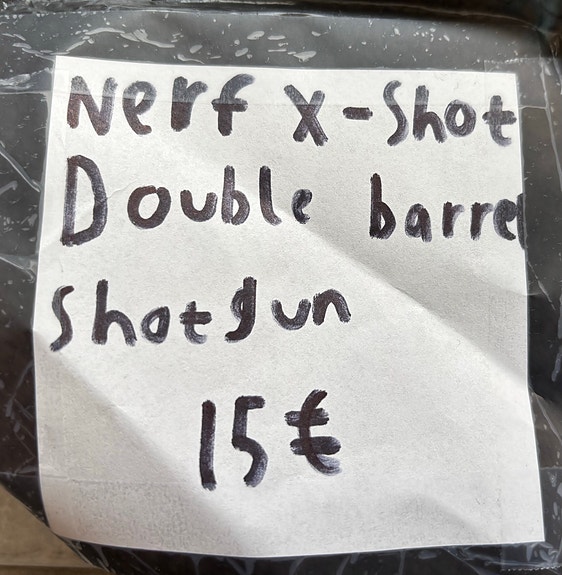 Nerf X-Shot
Double barrel
Shotgun
15€